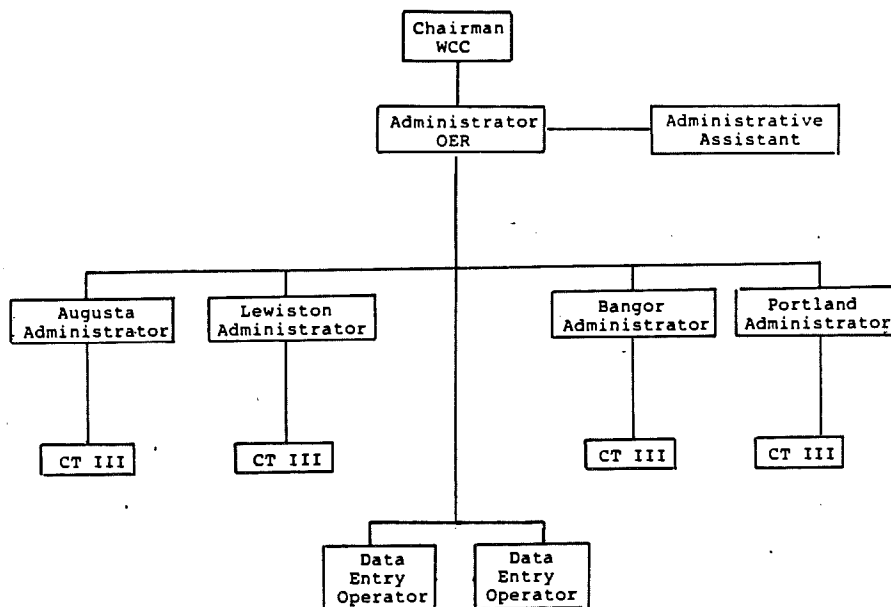 Chairman
WCC
Administrator
OER
Administrative
Assistant
Augusta
Administrator
Lewiston
Administrator
Bangor
Administrator
Portland
Administrator
CT III
CT III
CT III
CT III
Data
Entry
Operator
Data
Entry
Operator